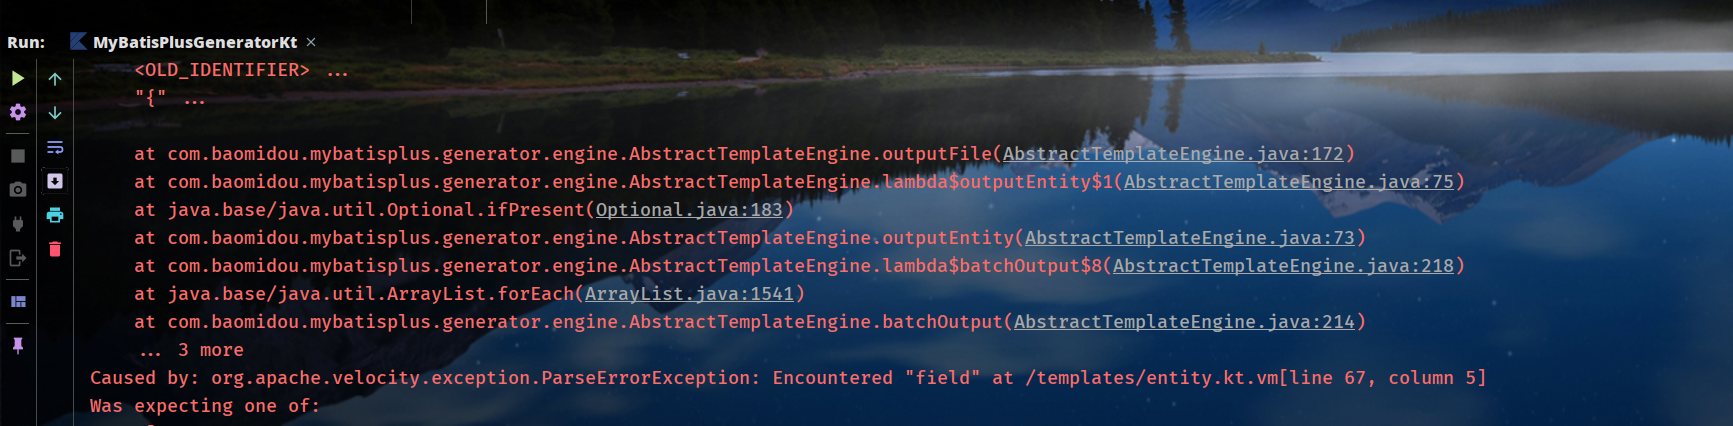 Run: MyBatisPlusGeneratorKt ×
<OLD_IDENTIFIER> ...
"{" ...
at com.baomidou.mybatisplus.generator.engine.AbstractTemplateEngine.outputFile(AbstractTemplateEngine.java:172)
at com.baomidou.mybatisplus.generator.engine.AbstractTemplateEngine.lambda$outputEntity$1(AbstractTemplateEngine.java:75)
at java.base/java.util.Optional.ifPresent(Optional.java:183)
at com.baomidou.mybatisplus.generator.engine.AbstractTemplateEngine.outputEntity(AbstractTemplateEngine.java:73)
at com.baomidou.mybatisplus.generator.engine.AbstractTemplateEngine.lambda$batchOutput$8(AbstractTemplateEngine.java:218)
at java.base/java.util.ArrayList.forEach(ArrayList.java:1541)
at com.baomidou.mybatisplus.generator.engine.AbstractTemplateEngine.batchOutput(AbstractTemplateEngine.java:214)
... 3 more
Caused by: org.apache.velocity.exception.ParseErrorException: Encountered "field" at /templates/entity.kt.vm[line 67, column 5]
Was expecting one of: